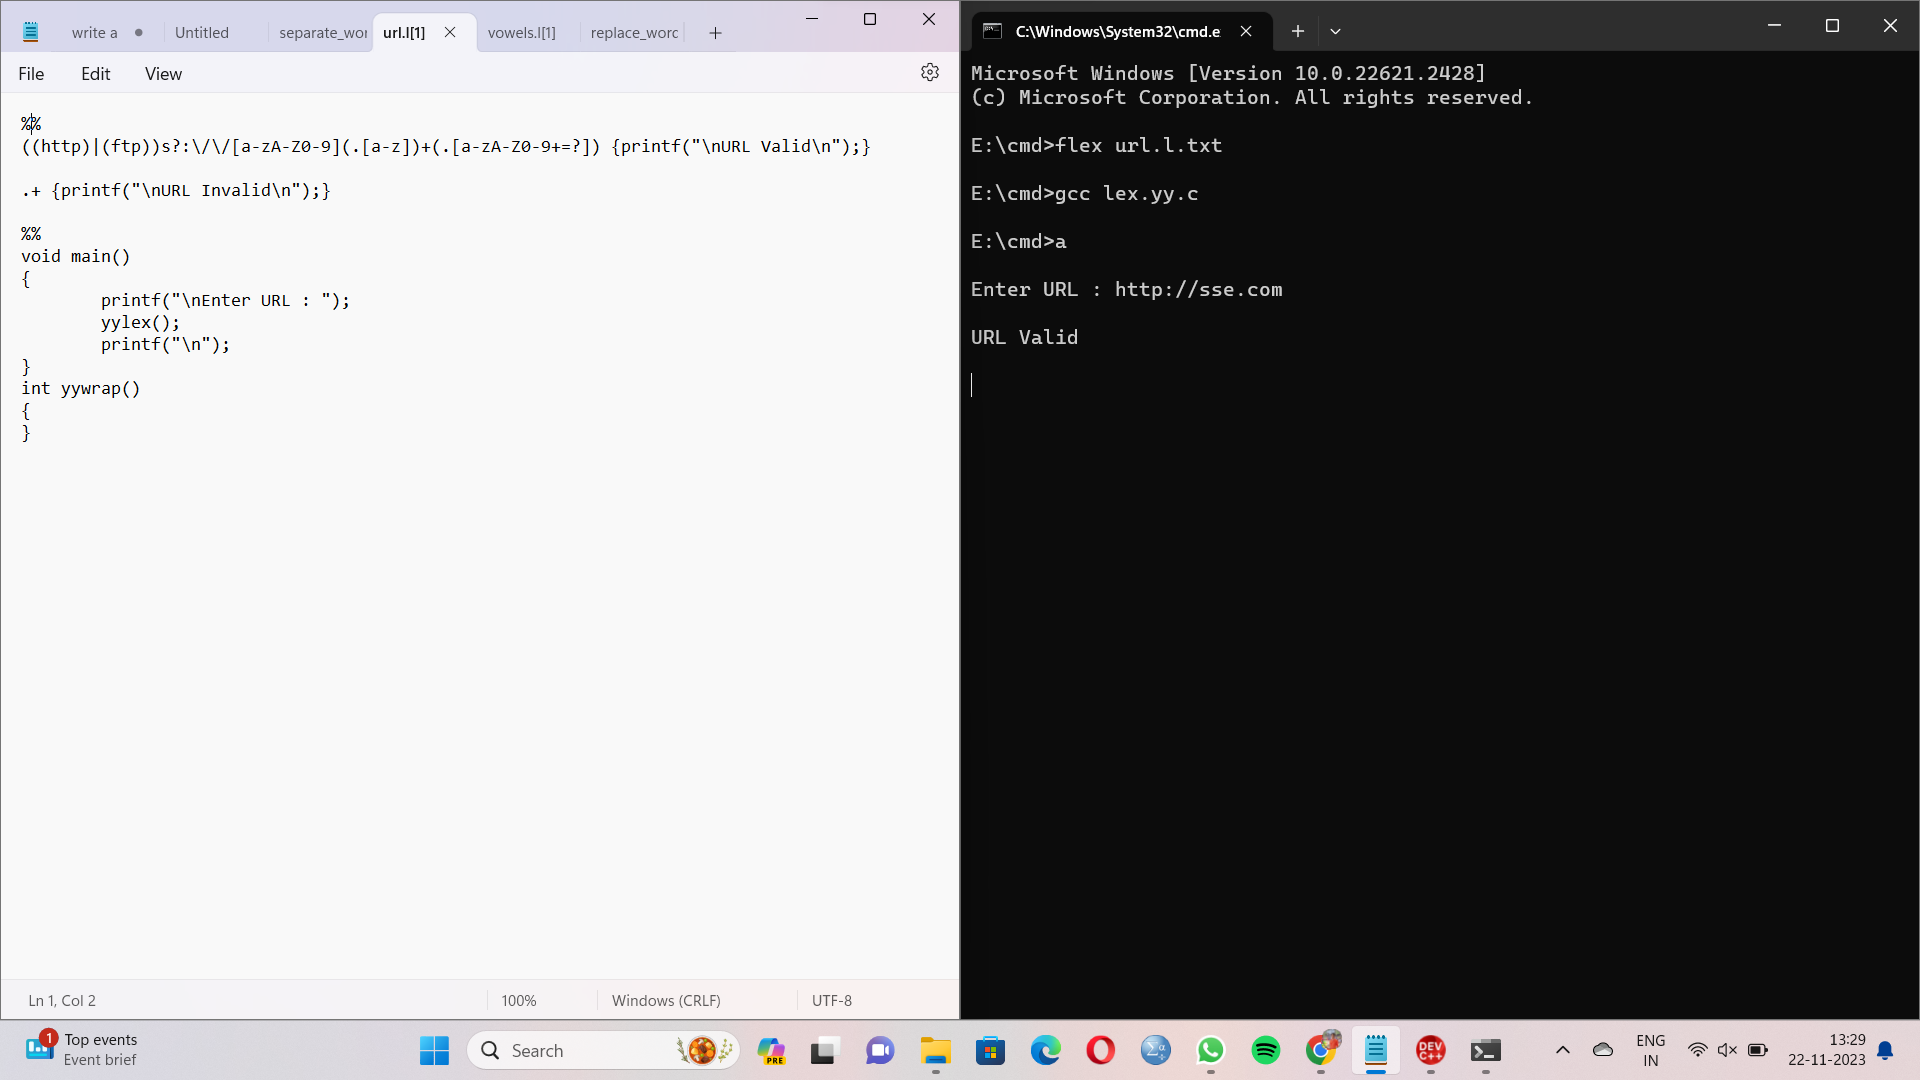 write a
Untitled
separate_wor
url.l[1]
vowels.l[1]
replace_worc
File
Edit
View
%%
((http)|(ftp))s?:\/\/[a-zA-Z0-9](.[a-z])+(.[a-zA-Z0-9+=?]) {printf("\nURL Valid\n");}
.+ {printf("\nURL Invalid\n");}
%%
void main()
{
printf("\nEnter URL : ");
yylex();
printf("\n");
}
int yywrap()
{
}
Ln 1, Col 2
100%
Windows (CRLF)
UTF-8
C:\Windows\System32\cmd.e
Microsoft Windows [Version 10.0.22621.2428]
(c) Microsoft Corporation. All rights reserved.
E:\cmd>flex url.l.txt
E:\cmd>gcc lex.yy.c
E:\cmd>a
Enter URL : http://sse.com
URL Valid
1
Top events
Event brief
Search
PRE
DEV
C++
ENG
IN
13:29
22-11-2023